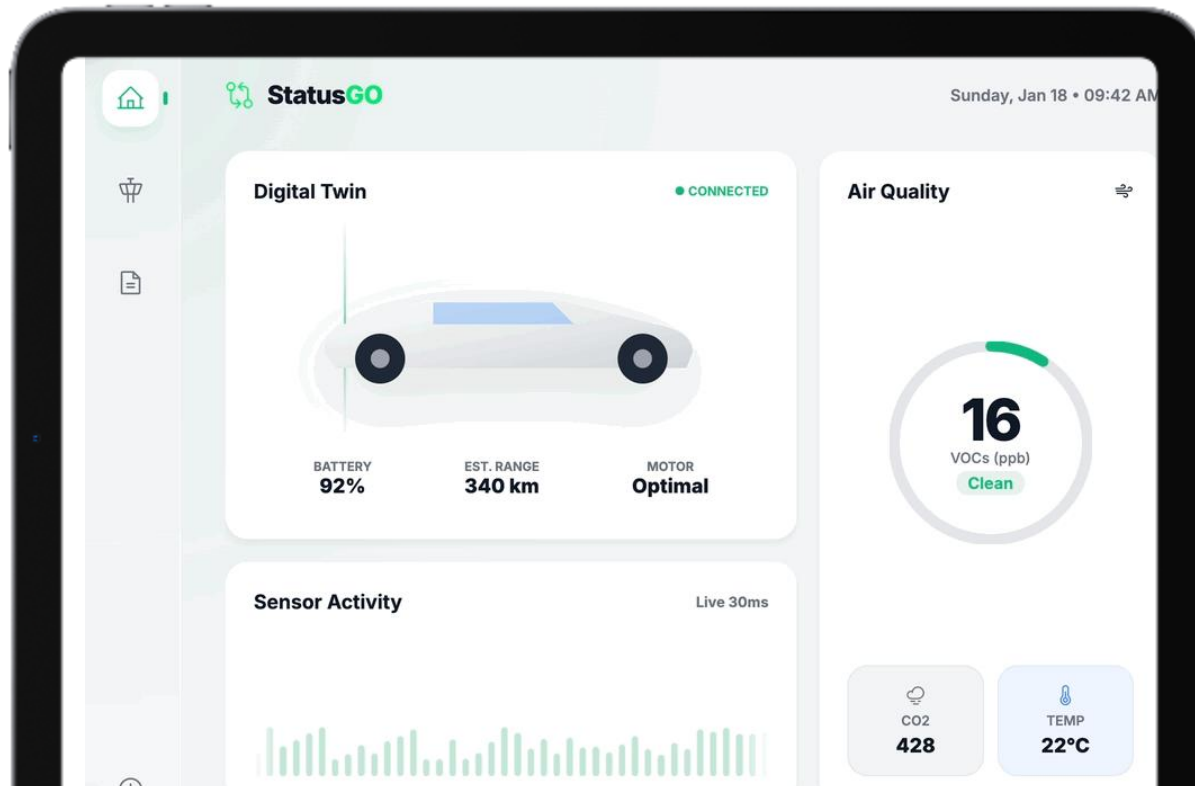 StatusGO
Sunday, Jan 18 • 09:42 AM
Digital Twin
CONNECTED
BATTERY
92%
EST. RANGE
340 km
MOTOR
Optimal
Sensor Activity
Live 30ms
Air Quality
16
VOCs (ppb)
Clean
CO2
428
TEMP
22°C